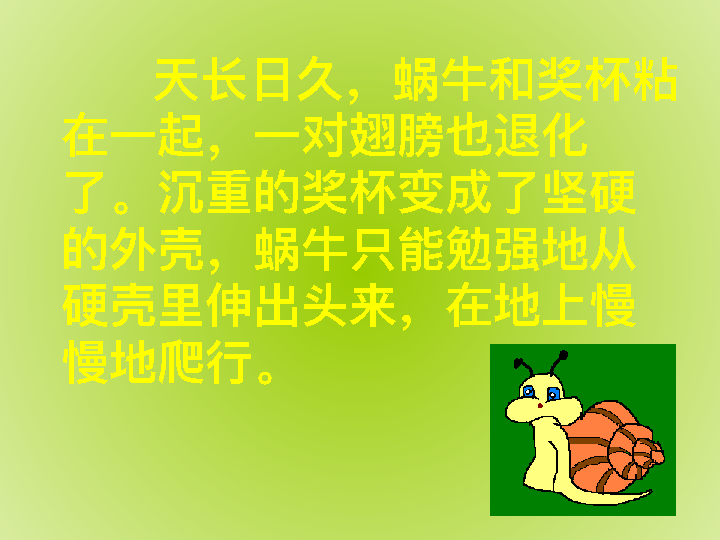 天长日久，蜗牛和奖杯粘
在一起，一对翅膀也退化
了。沉重的奖杯变成了坚硬
的外壳，蜗牛只能勉强地从
硬壳里伸出头来，在地上慢
慢地爬行。